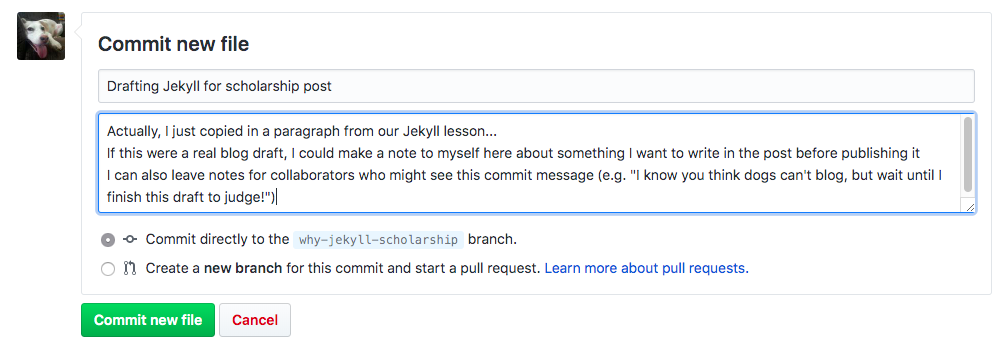 Commit new file
Drafting Jekyll for scholarship post
Actually, I just copied in a paragraph from our Jekyll lesson...
If this were a real blog draft, I could make a note to myself here about something I want to write in the post before publishing it
I can also leave notes for collaborators who might see this commit message (e.g. "I know you think dogs can't blog, but wait until I
finish this draft to judge!")
Commit directly to the why-jekyll-scholarship branch.
Create a new branch for this commit and start a pull request. Learn more about pull requests.
Commit new file Cancel